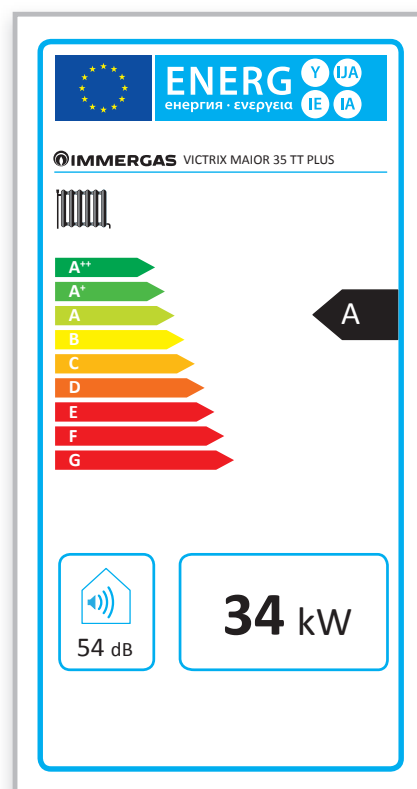 ENERG Y IJA
енергия · ενεργεια IE IA
IMMERGAS VICTRIX MAIOR 35 TT PLUS
A++
A+
A A
B
C
D
E
F
G
54 dB
34 kW